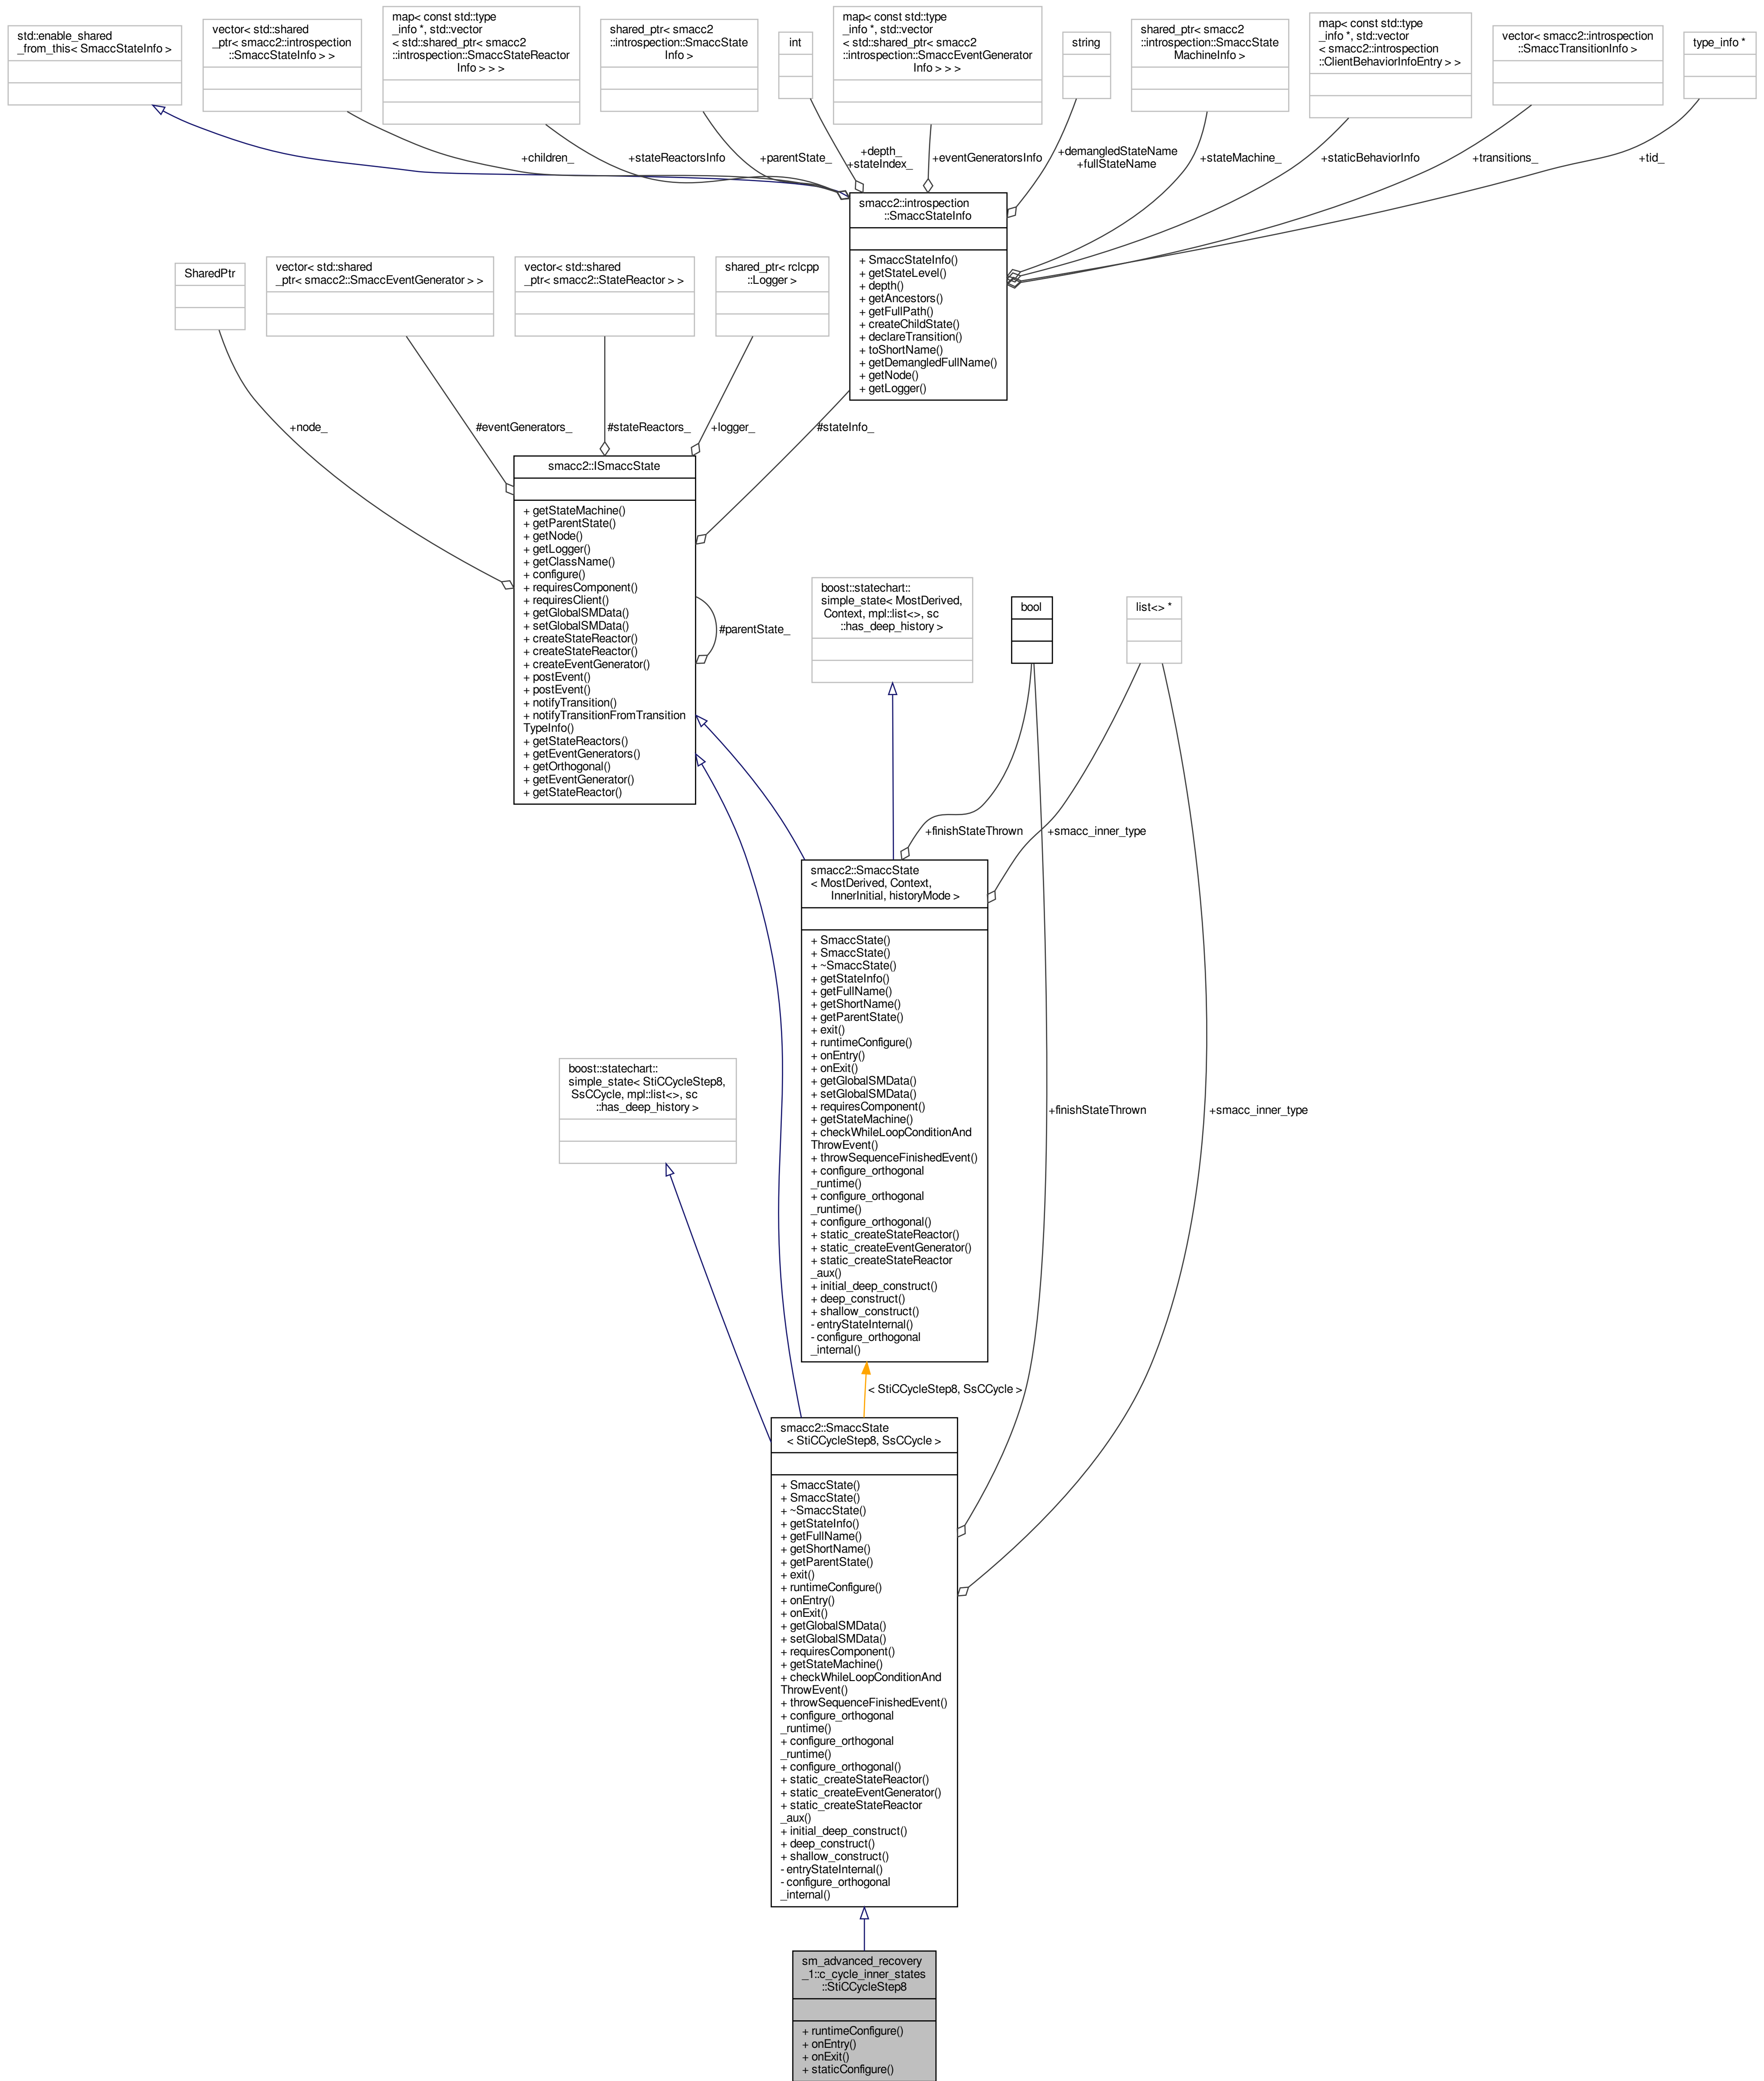 std::enable_shared
_from_this< SmaccStateInfo >
vector< std::shared
_ptr< smacc2::introspection
::SmaccStateInfo > >
map< const std::type
_info *, std::vector
< std::shared_ptr< smacc2
::introspection::SmaccStateReactor
Info > > >
shared_ptr< smacc2
::introspection::SmaccState
Info >
int
map< const std::type
_info *, std::vector
< std::shared_ptr< smacc2
::introspection::SmaccEventGenerator
Info > > >
string
shared_ptr< smacc2
::introspection::SmaccState
MachineInfo >
map< const std::type
_info *, std::vector
< smacc2::introspection
::ClientBehaviorInfoEntry > >
vector< smacc2::introspection
::SmaccTransitionInfo >
type_info *
+children_
+stateReactorsInfo
+parentState_
+depth_
+stateIndex_
+eventGeneratorsInfo
+demangledStateName
+fullStateName
+stateMachine_
+staticBehaviorInfo
+transitions_
+tid_
smacc2::introspection
::SmaccStateInfo
+ SmaccStateInfo()
+ getStateLevel()
+ depth()
+ getAncestors()
+ getFullPath()
+ createChildState()
+ declareTransition()
+ toShortName()
+ getDemangledFullName()
+ getNode()
+ getLogger()
SharedPtr
vector< std::shared
_ptr< smacc2::SmaccEventGenerator > >
vector< std::shared
_ptr< smacc2::StateReactor > >
shared_ptr< rclcpp
::Logger >
+node_
#eventGenerators_
#stateReactors_
+logger_
#stateInfo_
smacc2::ISmaccState
+ getStateMachine()
+ getParentState()
+ getNode()
+ getLogger()
+ getClassName()
+ configure()
+ requiresComponent()
+ requiresClient()
+ getGlobalSMData()
+ setGlobalSMData()
+ createStateReactor()
+ createStateReactor()
+ createEventGenerator()
+ postEvent()
+ postEvent()
+ notifyTransition()
+ notifyTransitionFromTransition
TypeInfo()
+ getStateReactors()
+ getEventGenerators()
+ getOrthogonal()
+ getEventGenerator()
+ getStateReactor()
#parentState_
boost::statechart::
simple_state< MostDerived,
Context, mpl::list<>, sc
::has_deep_history >
bool
list<> *
+finishStateThrown
+smacc_inner_type
smacc2::SmaccState
< MostDerived, Context,
InnerInitial, historyMode >
+ SmaccState()
+ SmaccState()
+ ~SmaccState()
+ getStateInfo()
+ getFullName()
+ getShortName()
+ getParentState()
+ exit()
+ runtimeConfigure()
+ onEntry()
+ onExit()
+ getGlobalSMData()
+ setGlobalSMData()
+ requiresComponent()
+ getStateMachine()
+ checkWhileLoopConditionAnd
ThrowEvent()
+ throwSequenceFinishedEvent()
+ configure_orthogonal
_runtime()
+ configure_orthogonal
_runtime()
+ configure_orthogonal()
+ static_createStateReactor()
+ static_createEventGenerator()
+ static_createStateReactor
_aux()
+ initial_deep_construct()
+ deep_construct()
+ shallow_construct()
- entryStateInternal()
- configure_orthogonal
_internal()
boost::statechart::
simple_state< StiCCycleStep8,
SsCCycle, mpl::list<>, sc
::has_deep_history >
+finishStateThrown
+smacc_inner_type
< StiCCycleStep8, SsCCycle >
smacc2::SmaccState
< StiCCycleStep8, SsCCycle >
+ SmaccState()
+ SmaccState()
+ ~SmaccState()
+ getStateInfo()
+ getFullName()
+ getShortName()
+ getParentState()
+ exit()
+ runtimeConfigure()
+ onEntry()
+ onExit()
+ getGlobalSMData()
+ setGlobalSMData()
+ requiresComponent()
+ getStateMachine()
+ checkWhileLoopConditionAnd
ThrowEvent()
+ throwSequenceFinishedEvent()
+ configure_orthogonal
_runtime()
+ configure_orthogonal
_runtime()
+ configure_orthogonal()
+ static_createStateReactor()
+ static_createEventGenerator()
+ static_createStateReactor
_aux()
+ initial_deep_construct()
+ deep_construct()
+ shallow_construct()
- entryStateInternal()
- configure_orthogonal
_internal()
sm_advanced_recovery
_1::c_cycle_inner_states
::StiCCycleStep8
+ runtimeConfigure()
+ onEntry()
+ onExit()
+ staticConfigure()